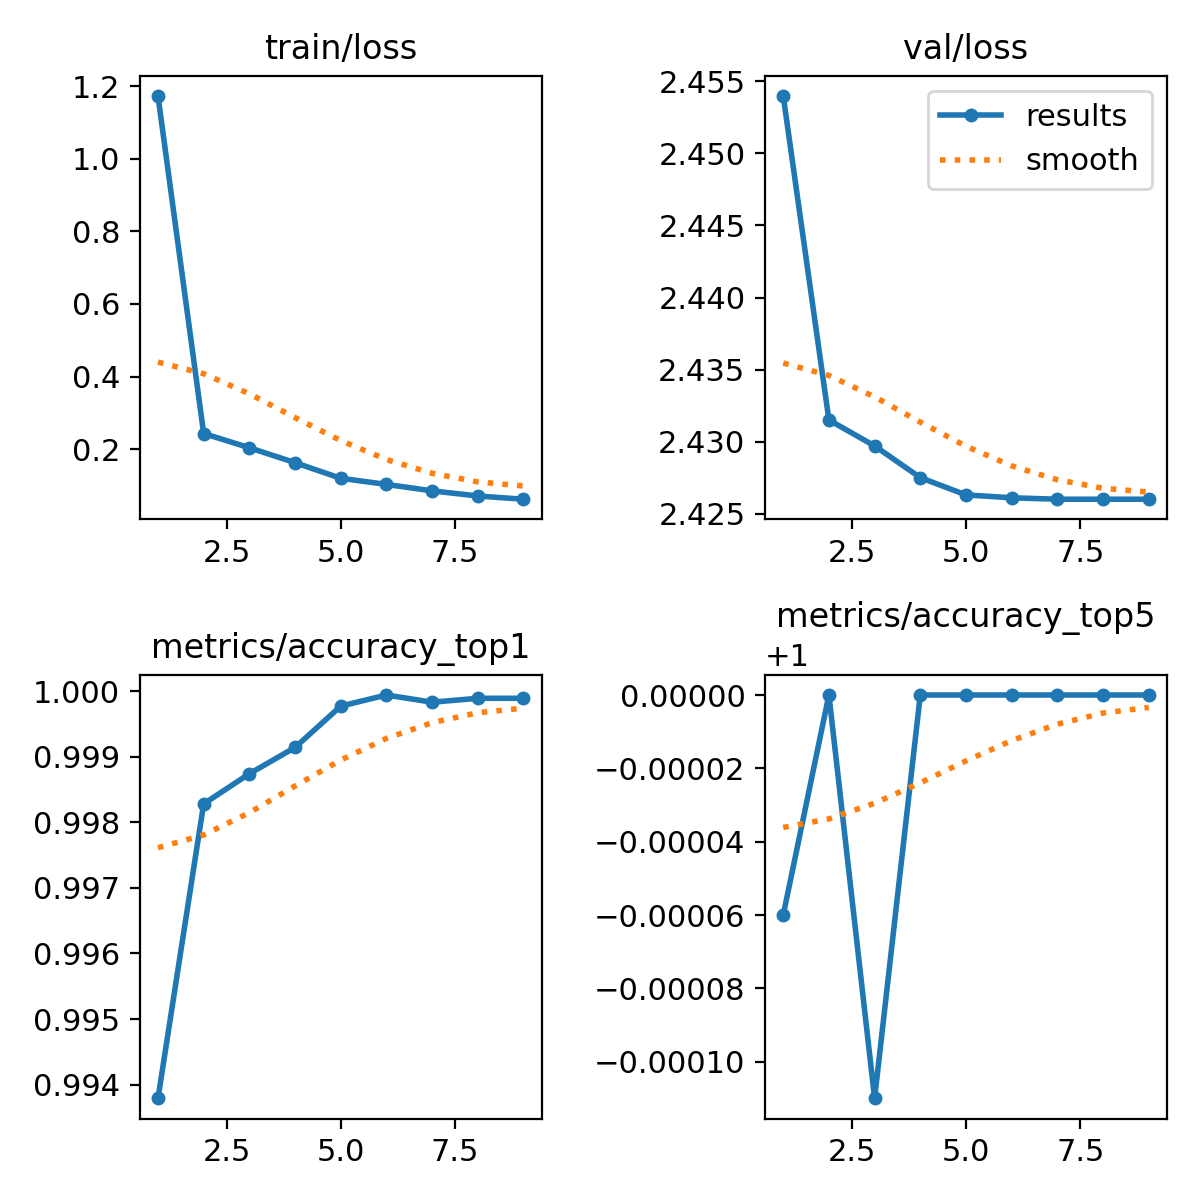 train/loss
1.2
1.0
0.8
0.6
0.4
0.2
2.5 5.0 7.5
val/loss
2.455
2.450
2.445
2.440
2.435
2.430
2.425
results
smooth
2.5 5.0 7.5
metrics/accuracy_top1
1.000
0.999
0.998
0.997
0.996
0.995
0.994
2.5 5.0 7.5
metrics/accuracy_top5
+1
0.00000
−0.00002
−0.00004
−0.00006
−0.00008
−0.00010
2.5 5.0 7.5